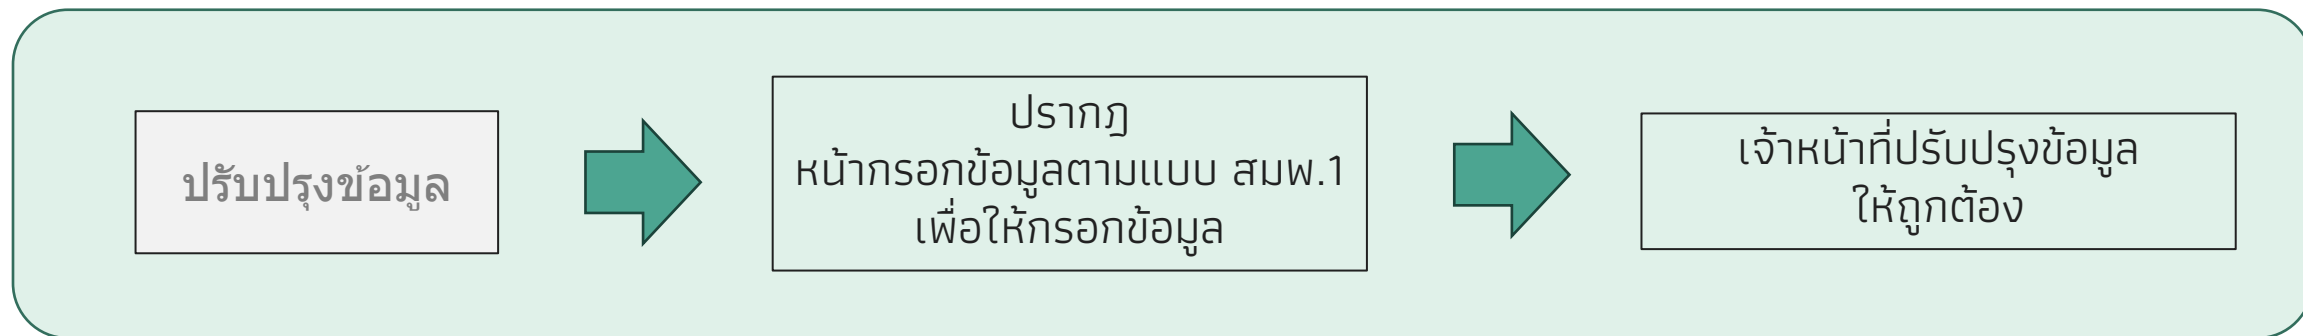 ปรับปรุงข้อมูล
ปรากฎ
หน้ากรอกข้อมูลตามแบบ สมพ.1
เพื่อให้กรอกข้อมูล
เจ้าหน้าที่ปรับปรุงข้อมูล
ให้ถูกต้อง